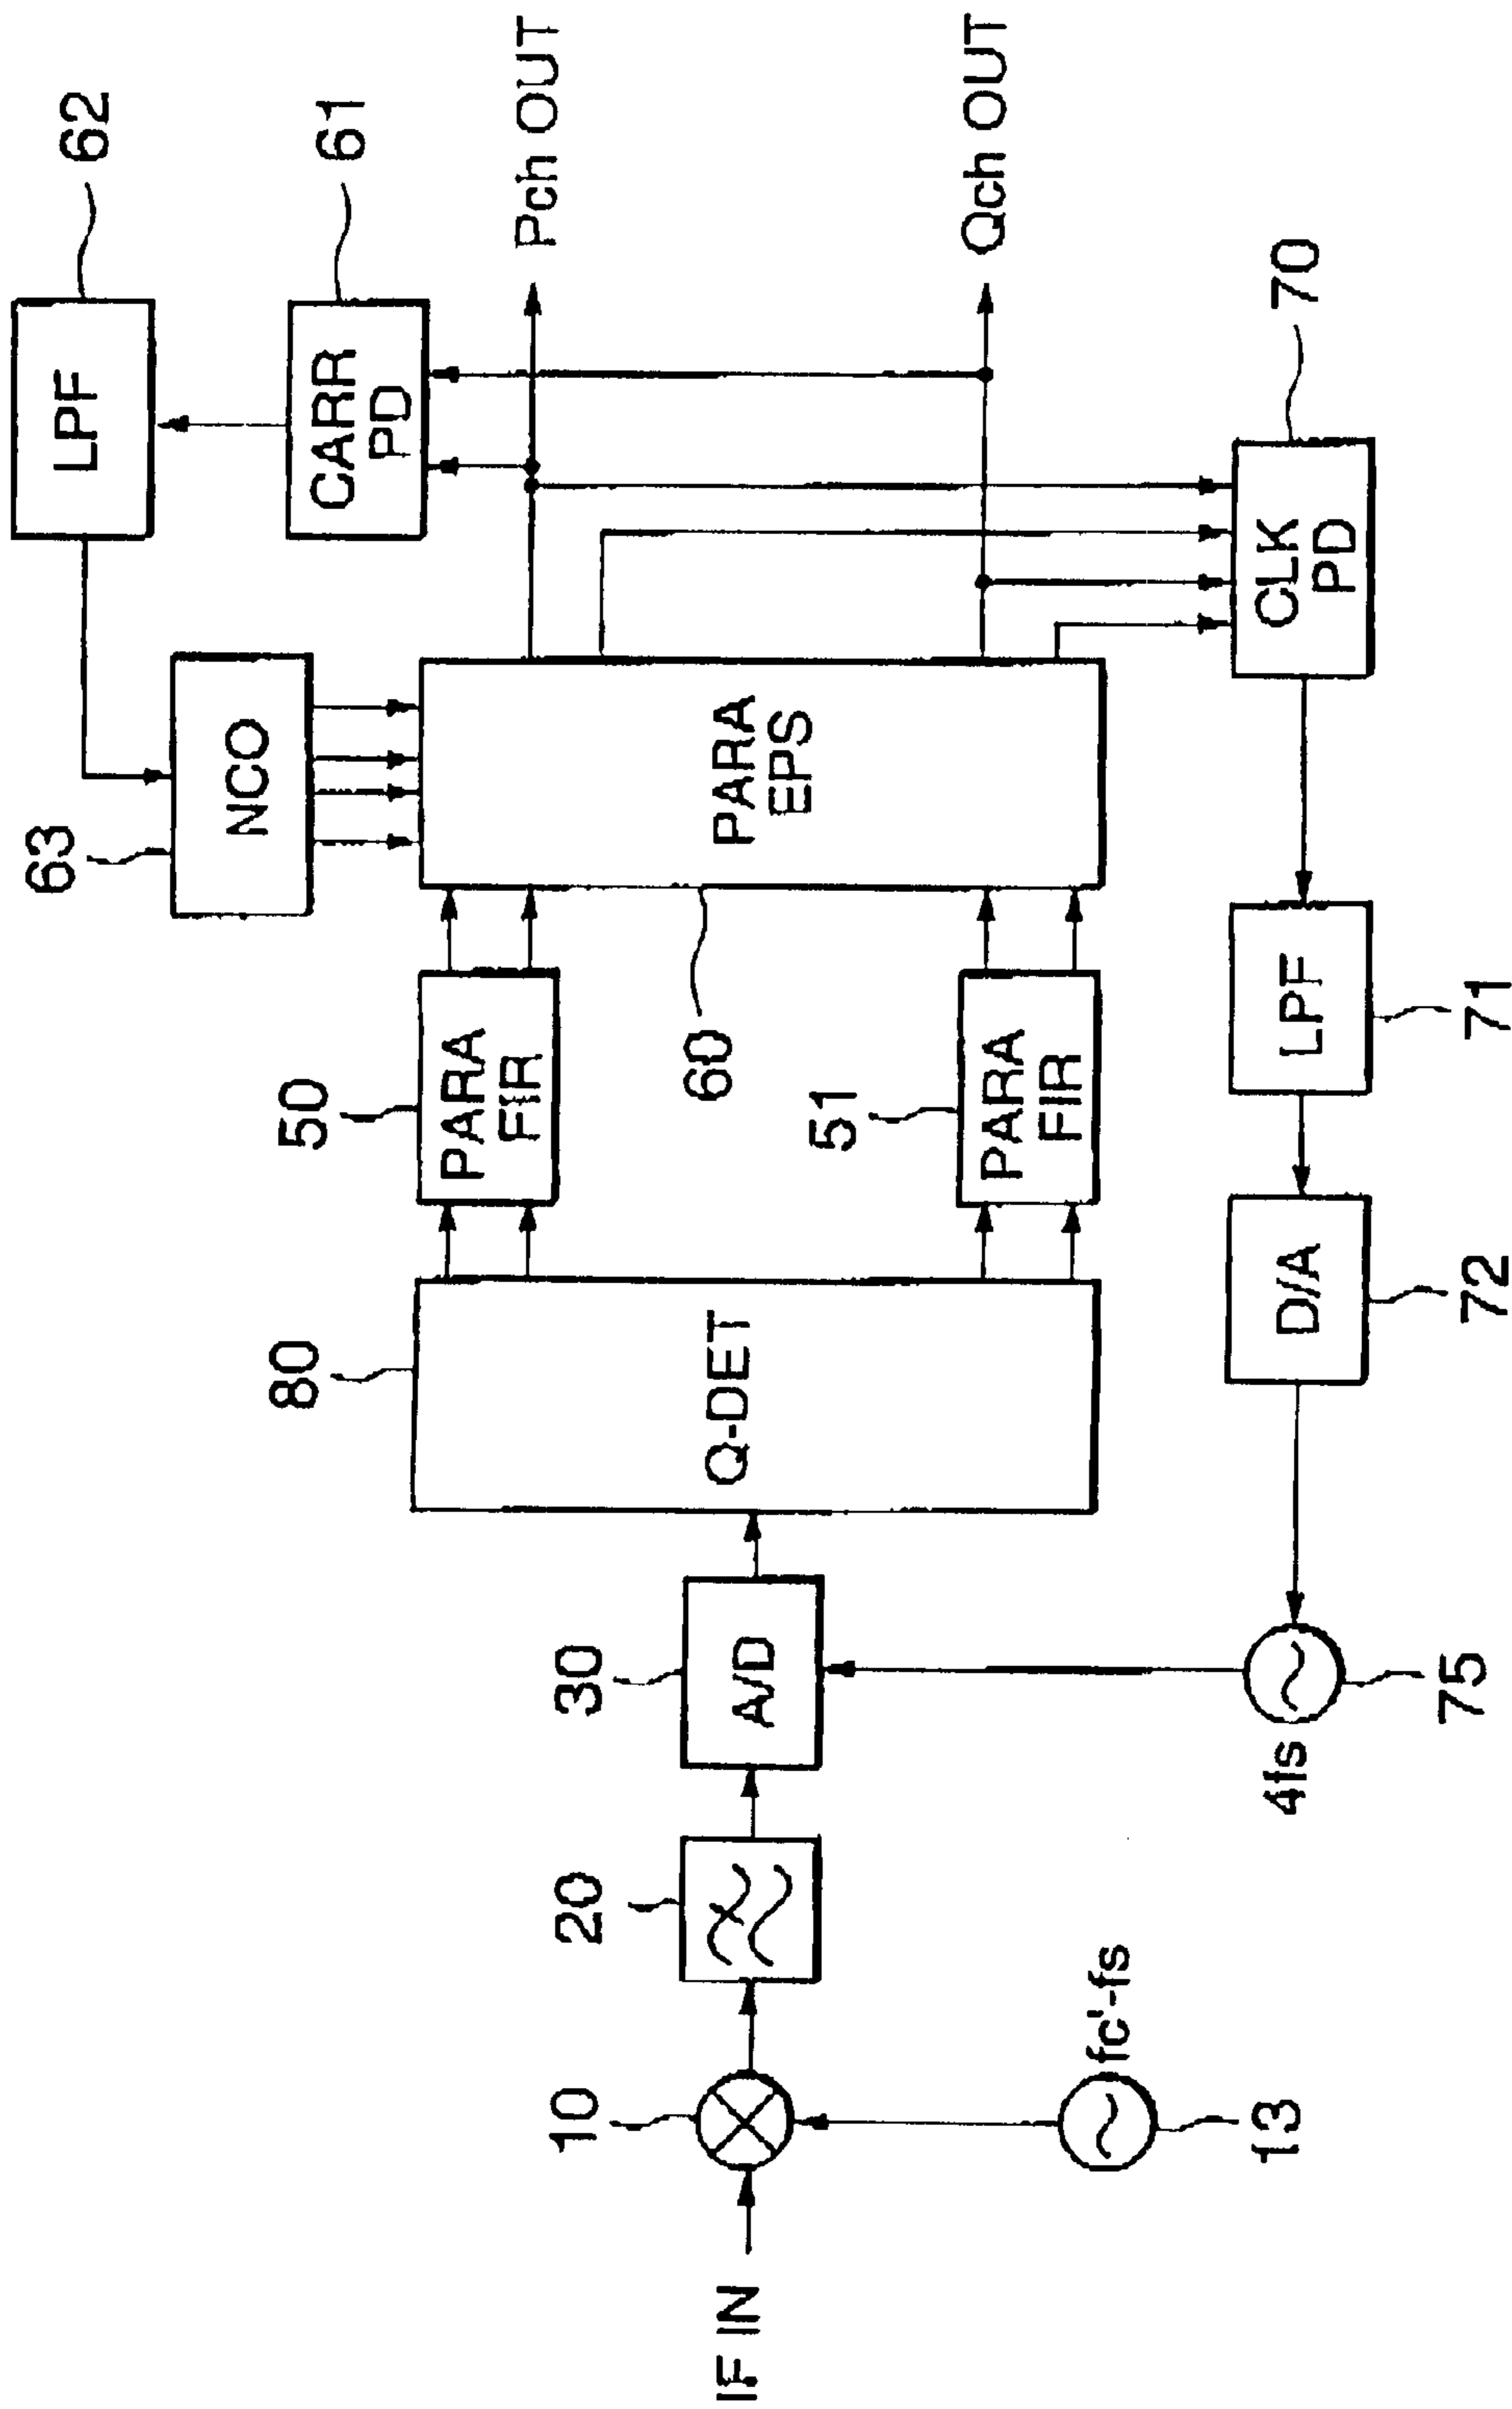 62
LPF
61
CARR
PD
Pch OUT
Qch OUT
63
NCO
50
PARA
FIR
60
PARA
EPS
51
PARA
FIR
70
CLK
PD
80
Q-DET
30
A/D
20
10
IF IN
fc'-fs
13
4fs
75
D/A
72
LPF
71